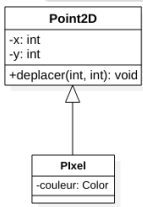 Point2D
-x: int
-y: int
+deplacer(int, int): void
PIxel
-couleur: Color